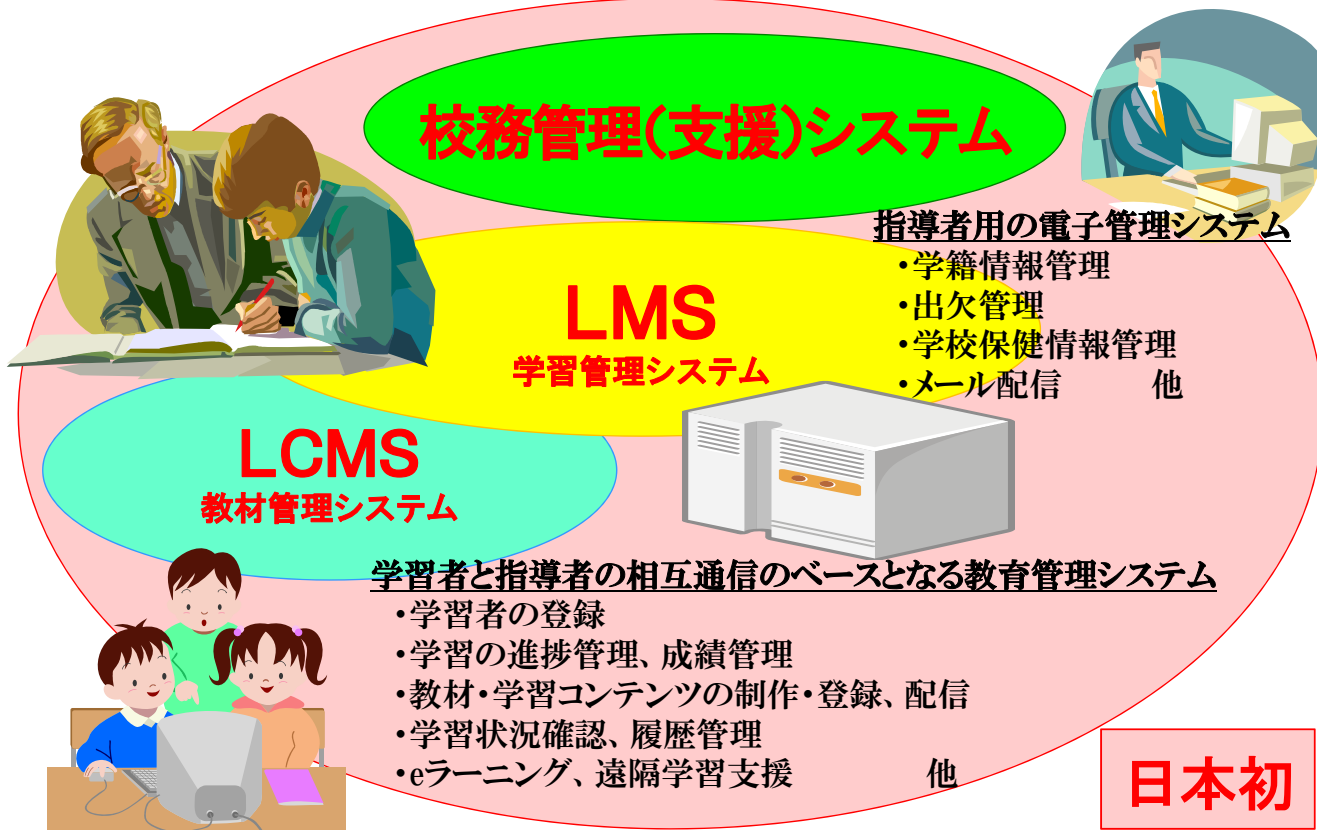 校務管理(支援)システム
指導者用の電子管理システム
・学籍情報管理
・出欠管理
・学校保健情報管理
・メール配信　　　他
LMS
学習管理システム
LCMS
教材管理システム
学習者と指導者の相互通信のベースとなる教育管理システム
・学習者の登録
・学習の進捗管理、成績管理
・教材・学習コンテンツの制作・登録、配信
・学習状況確認、履歴管理
・eラーニング、遠隔学習支援　　　　他
日本初